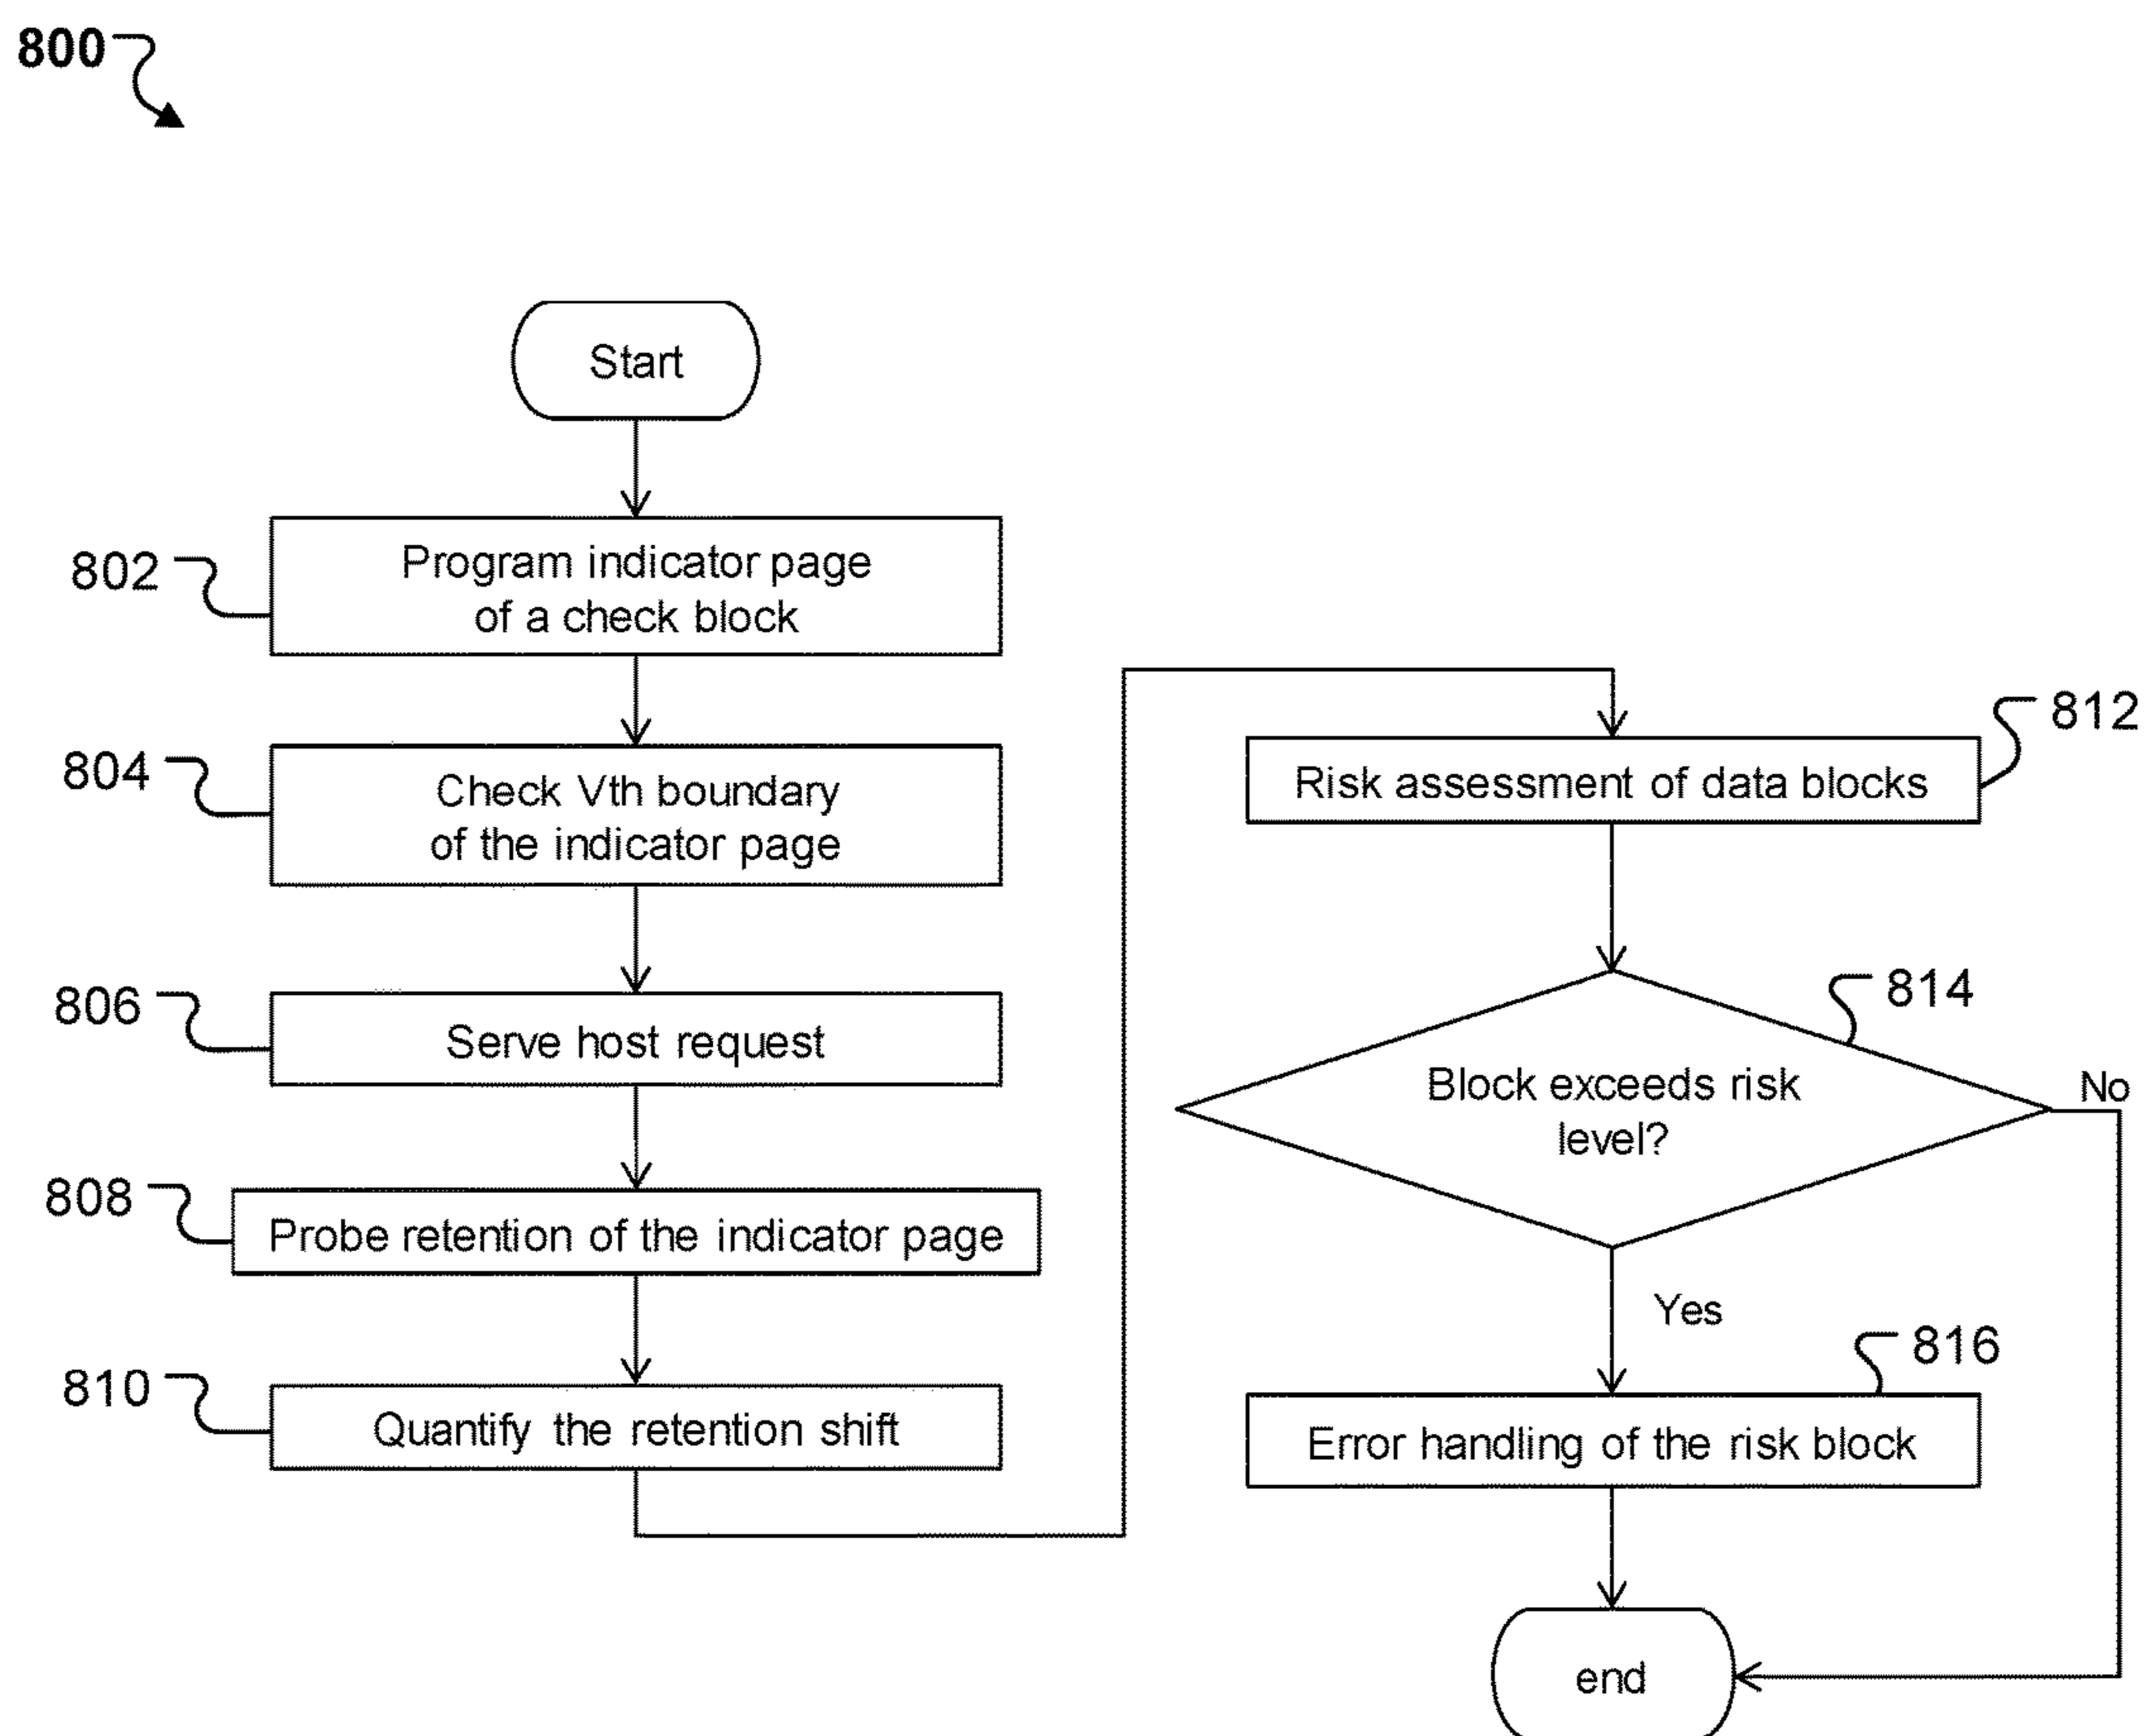 800
Start
802
Program indicator page
of a check block
804
Check Vth boundary
of the indicator page
806
Serve host request
808
Probe retention of the indicator page
810
Quantify the retention shift
812
Risk assessment of data blocks
814
Block exceeds risk
level?
No
Yes
816
Error handling of the risk block
end